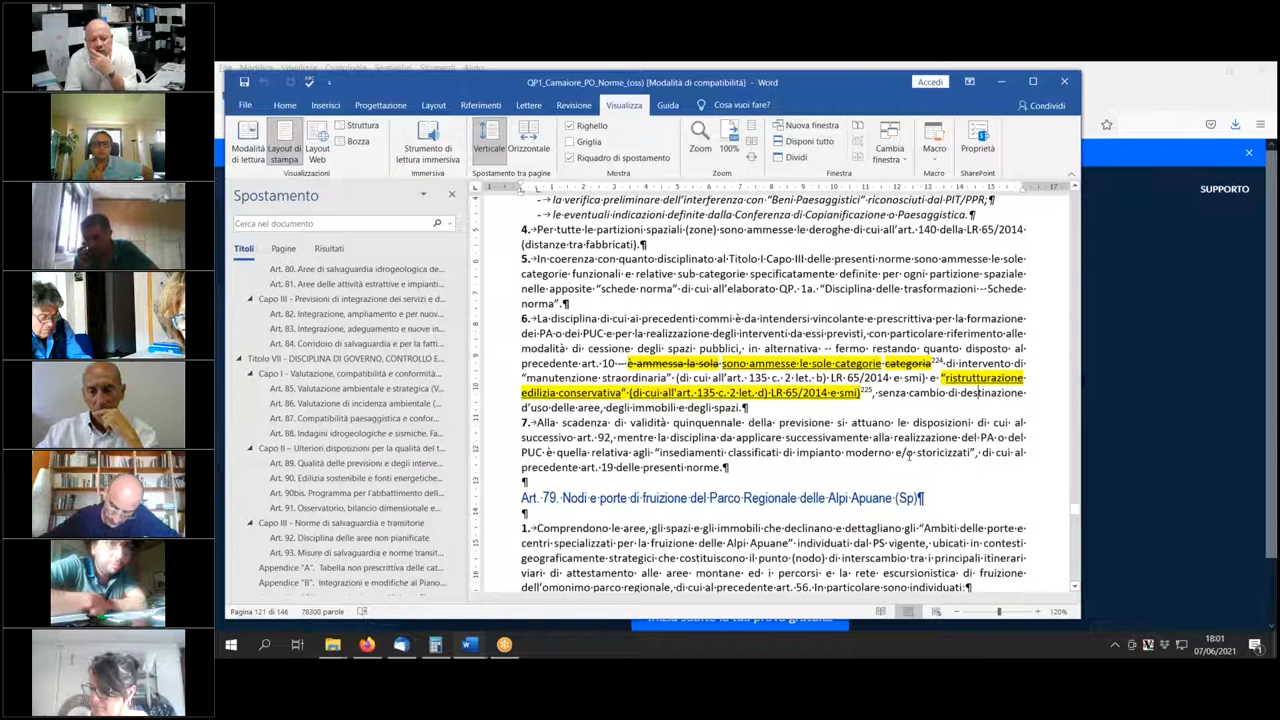 QP1_Camaiore_PO_Norme_(oss) [Modalità di compatibilità] - Word
Accedi
File Home Inserisci Progettazione Layout Riferimenti Lettere Revisione Visualizza Guida Cosa vuoi fare? Condividi
Modalità di lettura
Layout di stampa
Layout Web
Struttura
Bozza
Visualizzazioni
Strumento di lettura immersiva
Immersiva
Verticale
Orizzontale
Spostamento tra pagine
Righello
Griglia
Riquadro di spostamento
Mostra
Zoom
100%
Zoom
Nuova finestra
Disponi tutto
Dividi
Cambia finestra
Finestra
Macro
Macro
Proprietà
SharePoint
SUPPORTO
Spostamento
Cerca nel documento
Titoli Pagine Risultati
Art. 80. Aree di salvaguardia idrogeologica de...
Art. 81. Aree delle attività estrattive e impianti...
Capo III - Previsioni di integrazione dei servizi e d...
Art. 82. Integrazione, ampliamento e per nuov...
Art. 83. Integrazione, adeguamento e nuove in...
Art. 84. Corridoio di salvaguardia per la fatti...
Titolo VII - DISCIPLINA DI GOVERNO, CONTROLLO E...
Capo I - Valutazione, compatibilità e conformità...
Art. 85. Valutazione ambientale e strategica (V...
Art. 86. Valutazione di incidenza ambientale (...
Art. 87. Compatibilità paesaggistica e confor...
Art. 88. Indagini idrogeologiche e sismiche. Fa...
Capo II – Ulteriori disposizioni per la qualità del t...
Art. 89. Qualità delle previsioni e degli interve...
Art. 90. Edilizia sostenibile e fonti energetiche...
Art. 90bis. Programma per l'abbattimento dell...
Art. 91. Osservatorio, bilancio dimensionale e...
Capo III – Norme di salvaguardia e transitorie
Art. 92. Disciplina delle aree non pianificate
Art. 93. Misure di salvaguardia e norme transit...
Appendice "A". Tabella non prescrittiva delle cat...
Appendice "B". Integrazioni e modifiche al Piano...
- la verifica preliminare dell'interferenza con "Beni Paesaggistici" riconosciuti dal PIT/PPR;
- le eventuali indicazioni definite dalla Conferenza di Copianificazione o Paesaggistica.¶
4. Per tutte le partizioni spaziali (zone) sono ammesse le deroghe di cui all'art. 140 della LR 65/2014
(distanze tra fabbricati).¶
5. In coerenza con quanto disciplinato al Titolo I Capo III delle presenti norme sono ammesse le sole
categorie funzionali e relative sub-categorie specificatamente definite per ogni partizione spaziale
nelle apposite "schede norma" di cui all'elaborato QP. 1a. "Disciplina delle trasformazioni - Schede
norma".¶
6. La disciplina di cui ai precedenti commi è da intendersi vincolante e prescrittiva per la formazione
dei PA o dei PUC e per la realizzazione degli interventi da essi previsti, con particolare riferimento alle
modalità di cessione degli spazi pubblici, in alternativa - fermo restando quanto disposto al
precedente art. 10 – è ammessa la sola sono ammesse le sole categorie categoria224 di intervento di
"manutenzione straordinaria" (di cui all'art. 135 c. 2 let. b) LR 65/2014 e smi) e "ristrutturazione
edilizia conservativa" (di cui all'art. 135 c. 2 let. d) LR 65/2014 e smi)225, senza cambio di destinazione
d'uso delle aree, degli immobili e degli spazi.¶
7. Alla scadenza di validità quinquennale della previsione si attuano le disposizioni di cui al
successivo art. 92, mentre la disciplina da applicare successivamente alla realizzazione del PA o del
PUC è quella relativa agli "insediamenti classificati di impianto moderno e/o storicizzati", di cui al
precedente art. 19 delle presenti norme.¶
¶
Art. 79. Nodi e porte di fruizione del Parco Regionale delle Alpi Apuane (Sp)¶
¶
1. Comprendono le aree, gli spazi e gli immobili che declinano e dettagliano gli "Ambiti delle porte e
centri specializzati per la fruizione delle Alpi Apuane" individuati dal PS vigente, ubicati in contesti
geograficamente strategici che costituiscono il punto (nodo) di interscambio tra i principali itinerari
viari di attestamento alle aree montane ed i percorsi e la rete escursionistica di fruizione
dell'omonimo parco regionale, di cui al precedente art. 56. In particolare sono individuati:¶
Pagina 121 di 146 78300 parole 120%
18:01
07/06/2021